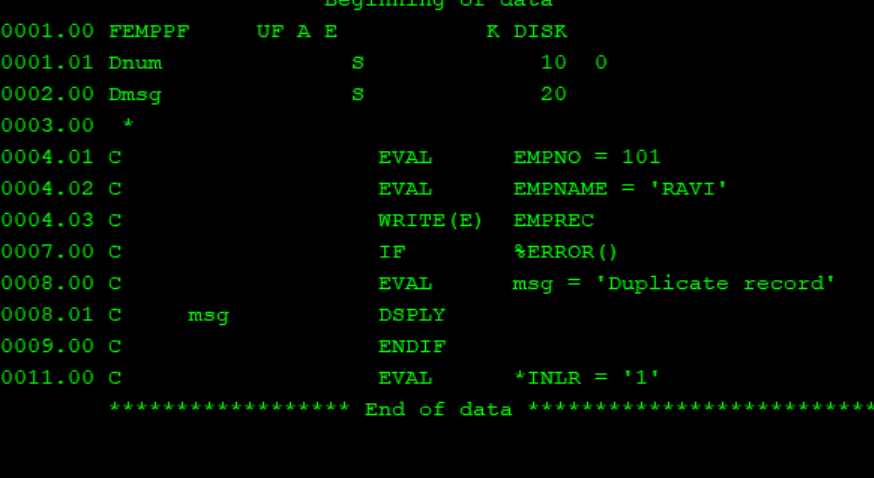 Beginning of data
0001.00 FEMPPF     UF A E           K DISK
0001.01 Dnum              S             10  0
0002.00 Dmsg              S             20
0003.00  *
0004.01 C                   EVAL      EMPNO = 101
0004.02 C                   EVAL      EMPNAME = 'RAVI'
0004.03 C                   WRITE(E)  EMPREC
0007.00 C                   IF        %ERROR()
0008.00 C                   EVAL      msg = 'Duplicate record'
0008.01 C     msg           DSPLY
0009.00 C                   ENDIF
0011.00 C                   EVAL      *INLR = '1'
        ****************** End of data **************************